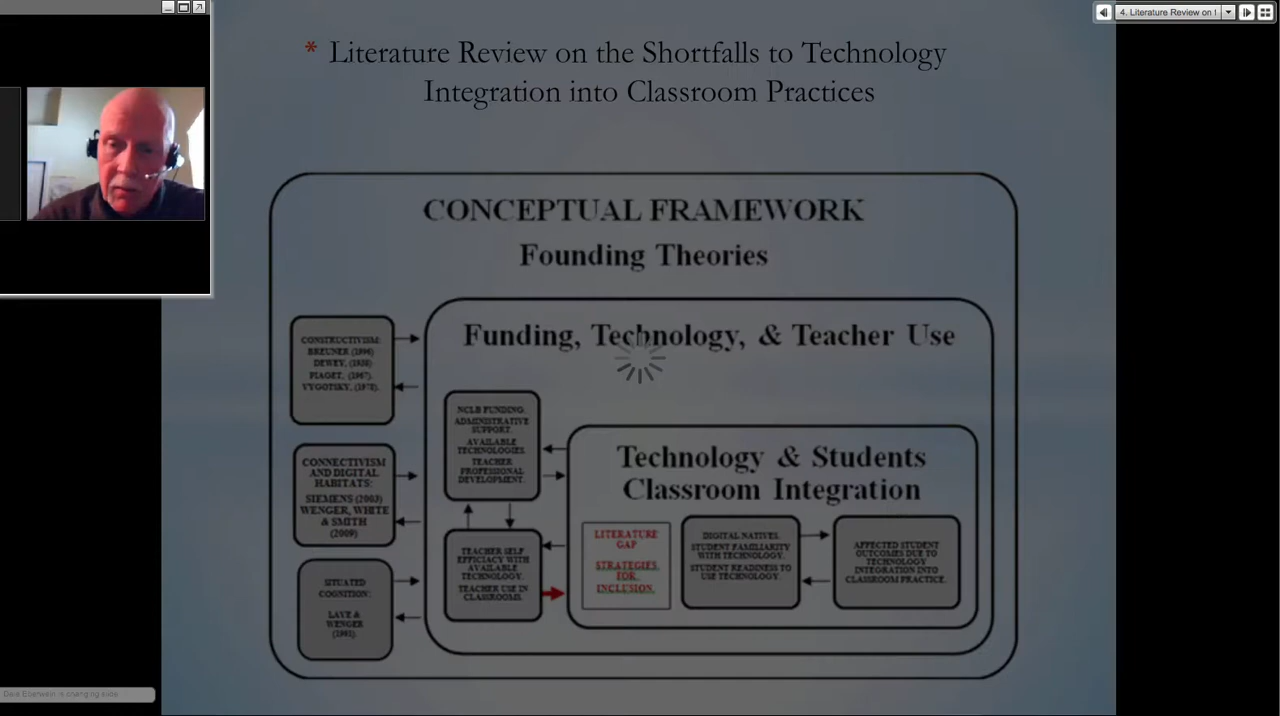 4. Literature Review on t
* Literature Review on the Shortfalls to Technology
Integration into Classroom Practices
CONCEPTUAL FRAMEWORK
Founding Theories
Funding, Technology, & Teacher Use
CONSTRUCTIVISM:
BREUNER (1996)
DEWEY, (1938)
PIAGET, (1967)
VYGOTSKY, (1978).
NCLB FUNDING.
ADMINISTRATIVE
SUPPORT.
AVAILABLE
TECHNOLOGIES.
TEACHER
PROFESSIONAL
DEVELOPMENT.
Technology & Students
Classroom Integration
CONNECTIVISM
AND DIGITAL
HABITATS:
SIEMENS (2003)
WENGER, WHITE
& SMITH
(2009)
TEACHER SELF
EFFICACY WITH
AVAILABLE
TECHNOLOGY.
TEACHER USE IN
CLASSROOMS.
LITERATURE
GAP
STRATEGIES
FOR
INCLUSION.
DIGITAL NATIVES.
STUDENT FAMILIARITY
WITH TECHNOLOGY.
STUDENT READINESS TO
USE TECHNOLOGY.
AFFECTED STUDENT
OUTCOMES DUE TO
TECHNOLOGY
INTEGRATION INTO
CLASSROOM PRACTICE.
SITUATED
COGNITION:
LAVE &
WENGER
(1991)
is changing slide